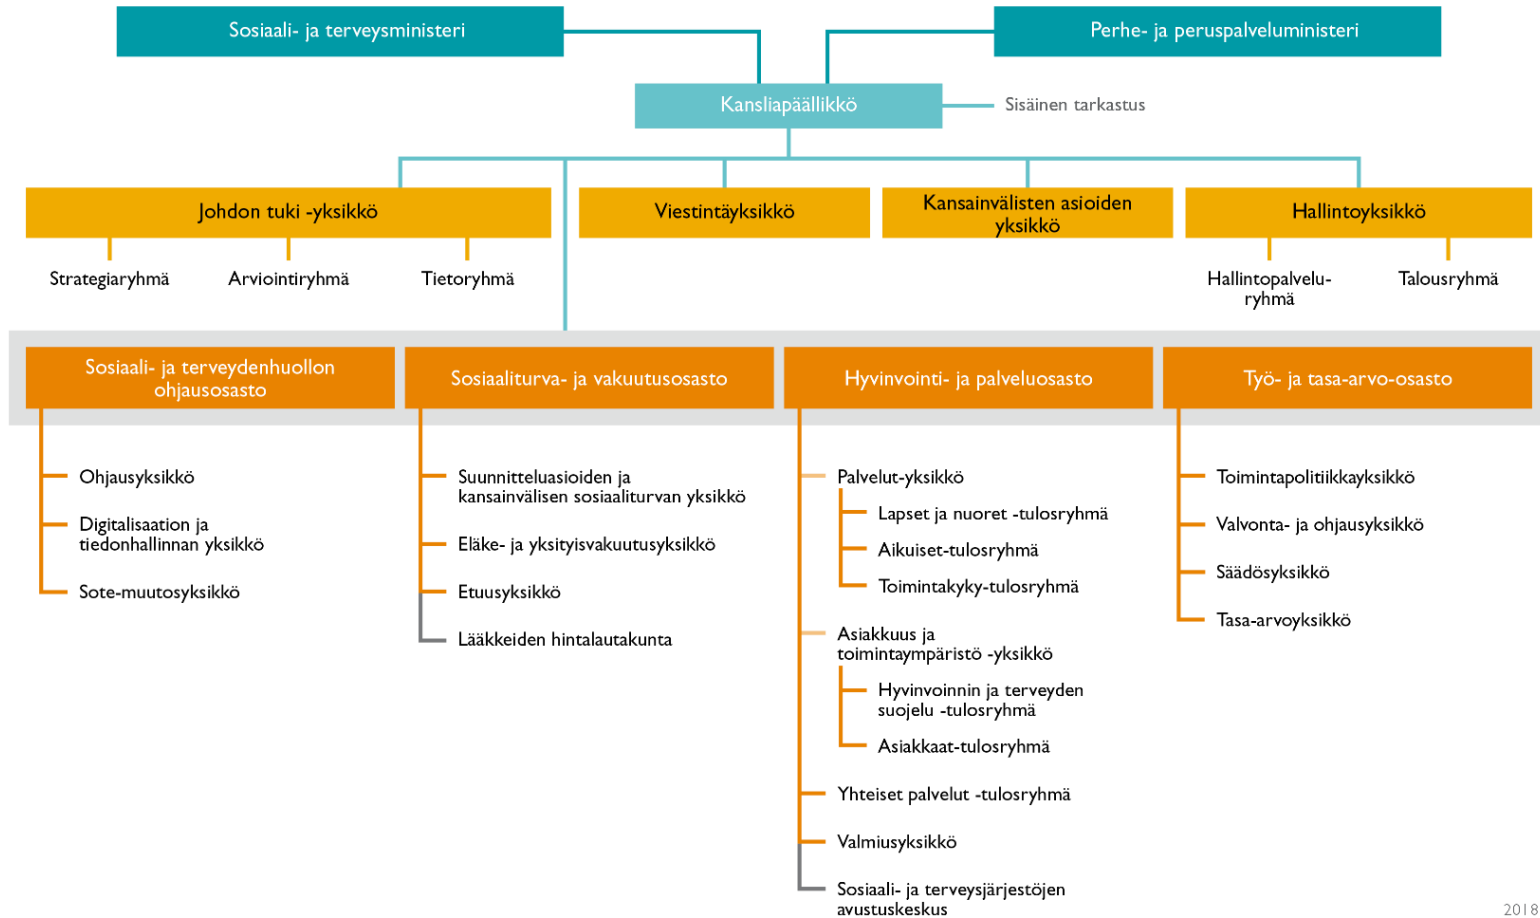 Sosiaali- ja terveysministeri
Perhe- ja peruspalveluministeri
Kansliapäällikkö
Sisäinen tarkastus
Johdon tuki -yksikkö
Viestintäyksikkö
Kansainvälisten asioiden
yksikkö
Hallintoyksikkö
Strategiaryhmä
Arviointiryhmä
Tietoryhmä
Hallintopalvelu-
ryhmä
Talousryhmä
Sosiaali- ja terveydenhuollon
ohjausosasto
Sosiaaliturva- ja vakuutusosasto
Hyvinvointi- ja palveluosasto
Työ- ja tasa-arvo-osasto
Ohjausyksikkö
Digitalisaation ja
tiedonhallinnan yksikkö
Sote-muutosyksikkö
Suunnitteluasioiden ja
kansainvälisen sosiaaliturvan yksikkö
Eläke- ja yksityisvakuutusyksikkö
Etuusyksikkö
Lääkkeiden hintalautakunta
Palvelut-yksikkö
Lapset ja nuoret -tulosryhmä
Aikuiset-tulosryhmä
Toimintakyky-tulosryhmä
Asiakkuus ja
toimintaympäristö -yksikkö
Hyvinvoinnin ja terveyden
suojelu -tulosryhmä
Asiakkaat-tulosryhmä
Yhteiset palvelut -tulosryhmä
Valmiusyksikkö
Sosiaali- ja terveysjärjestöjen
avustuskeskus
Toimintapolitiikkayksikkö
Valvonta- ja ohjausyksikkö
Säädösyksikkö
Tasa-arvoyksikkö
2018